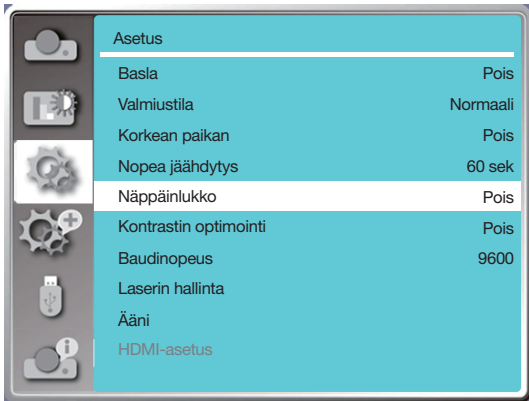 Asetus
Basla Pois
Valmiustila Normaali
Korkean paikan Pois
Nopea jäähdytys 60 sek
Näppäinlukko Pois
Kontrastin optimointi Pois
Baudinopeus 9600
Laserin hallinta
Ääni
HDMI-asetus